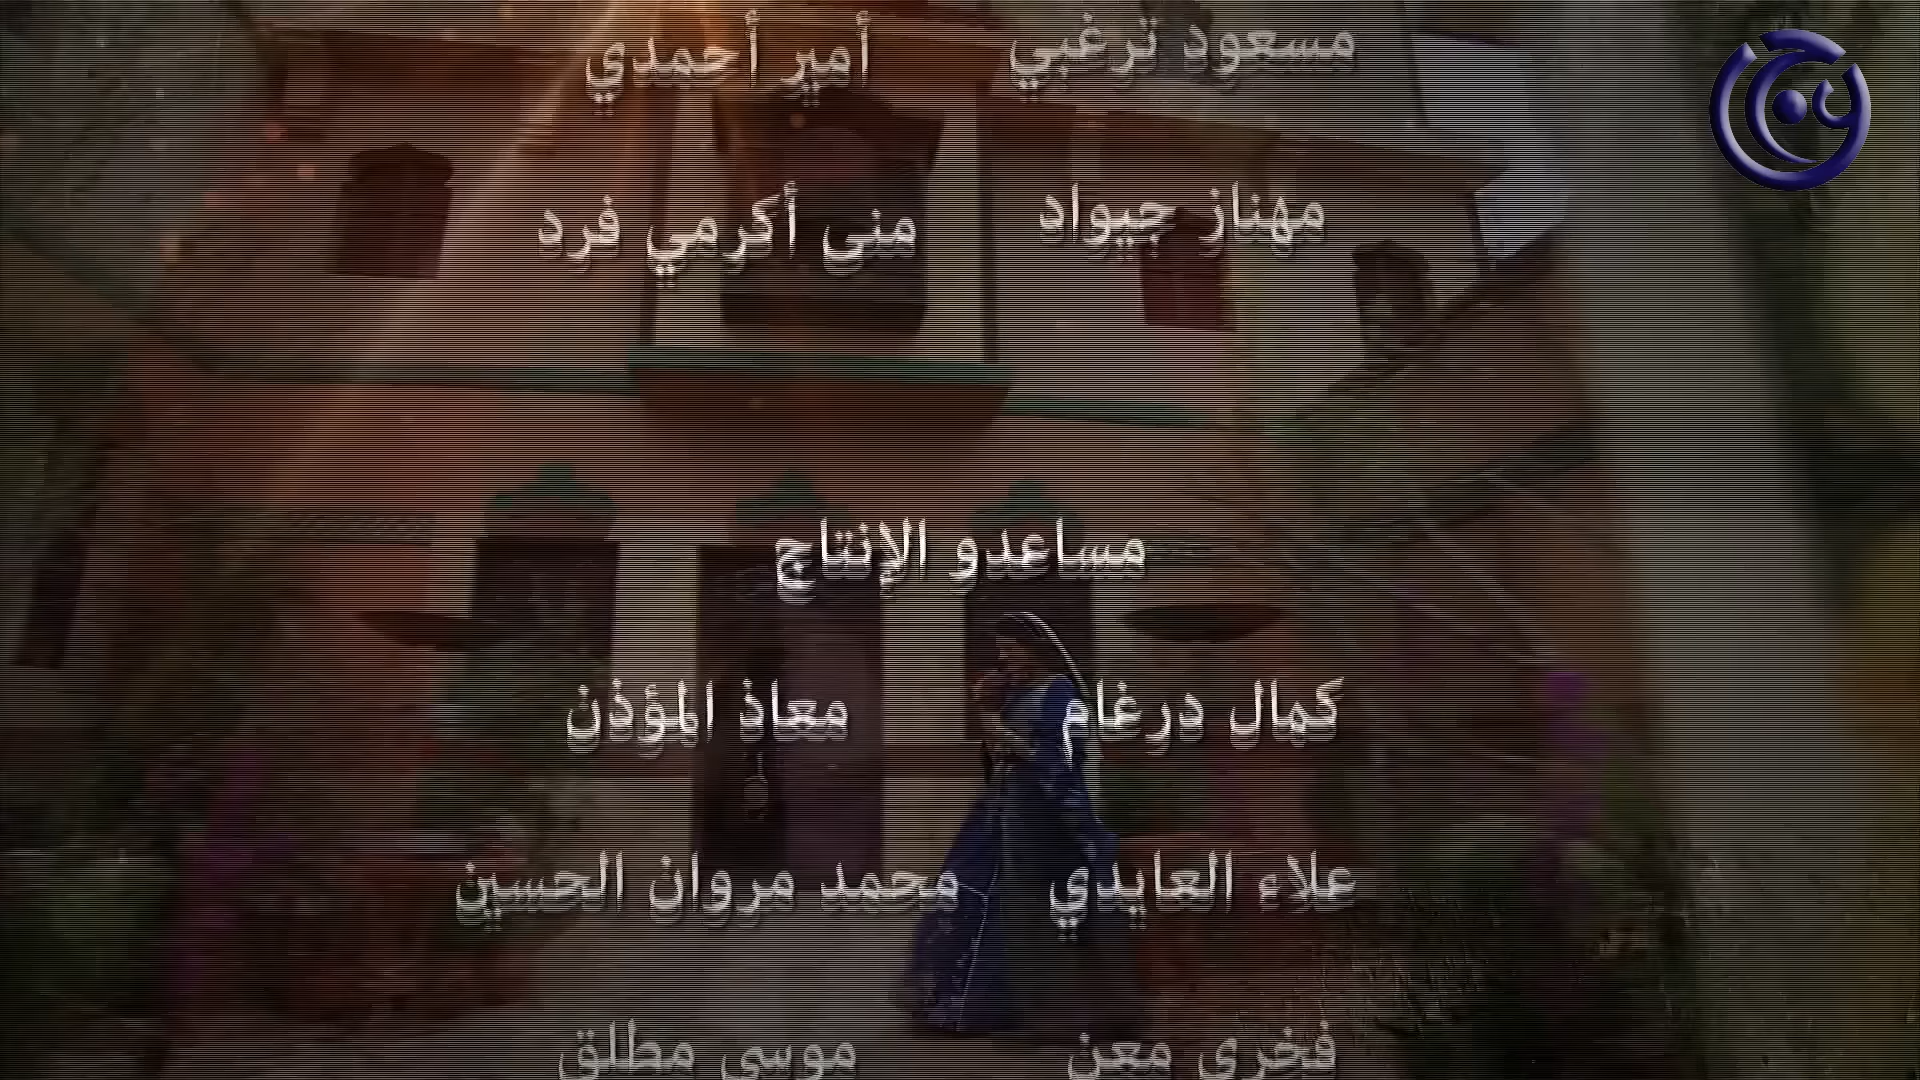 مسعود ترغبي أمير أحمدي
مهناز جيواد منى أكرمي فرد
مساعدو الإنتاج
كمال درغام معاذ المؤذن
علاء العايدي محمد مروان الحسين
فخري معن موسى مطلق